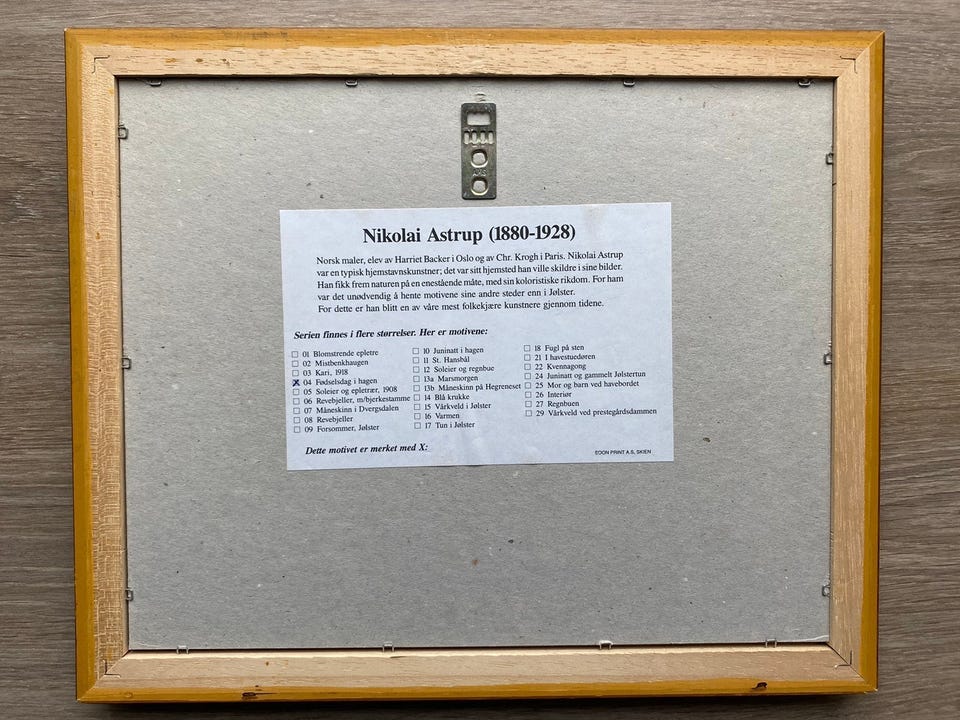 Nikolai Astrup (1880-1928)
Norsk maler, elev av Harriet Backer i Oslo og av Chr. Krogh i Paris. Nikolai Astrup
var en typisk hjemstavnskunstner; det var sitt hjemsted han ville skildre i sine bilder.
Han fikk frem naturen på en enestående måte, med sin koloristiske rikdom. For ham
var det unødvendig å hente motivene sine andre steder enn i Jølster.
For dette er han blitt en av våre mest folkekjære kunstnere gjennom tidene.
Serien finnes i flere størrelser. Her er motivene:
01 Blomstrende epletre
02 Mistbenkhaugen
03 Kari, 1918
X 04 Fødselsdag i hagen
05 Soleier og epletrær, 1908
06 Revebjeller, m/bjerkestamme
07 Måneskinn i Dvergsdalen
08 Revebjeller
09 Forsommer, Jølster
10 Juninatt i hagen
11 St. Hansbål
12 Soleier og regnbue
13a Marsmorgen
13b Måneskinn på Hegreneset
14 Blå krukke
15 Vårkveld i Jølster
16 Varmen
17 Tun i Jølster
18 Fugl på sten
21 I havestuedøren
22 Kvennagong
24 Juninatt og gammelt Jølstertun
25 Mor og barn ved havebordet
26 Interiør
27 Regnbuen
29 Vårkveld ved prestegårdsdammen
Dette motivet er merket med X:
EOON PRINT A.S, SKIEN